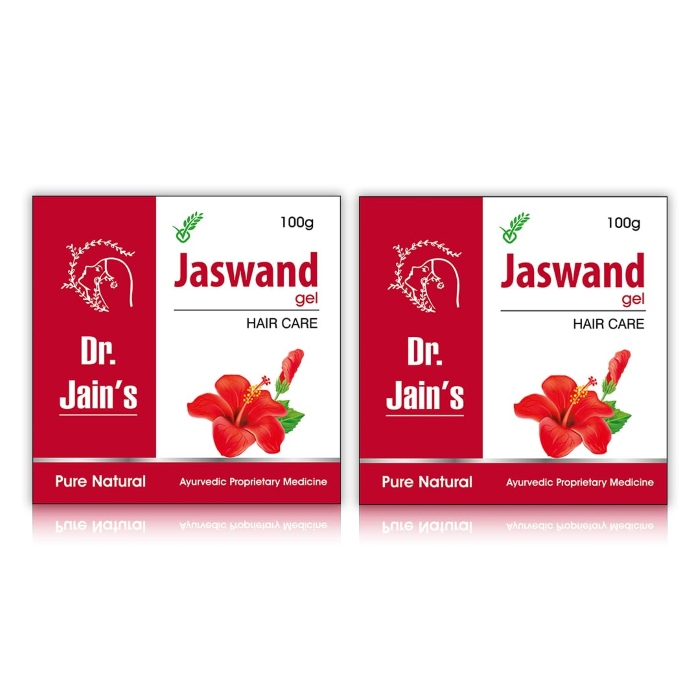 100g
Jaswand
gel
HAIR CARE
Dr.
Jain's
Pure Natural
Ayurvedic Proprietary Medicine
100g
Jaswand
gel
HAIR CARE
Dr.
Jain's
Pure Natural
Ayurvedic Proprietary Medicine